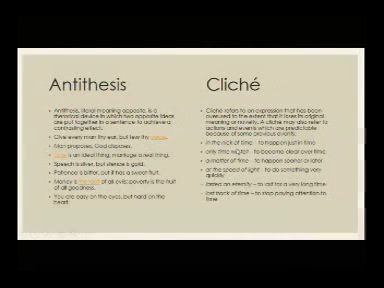 Antithesis
Antithesis, literal meaning opposite, is a
rhetorical device in which two opposite ideas
are put together in a sentence to achieve a
contrasting effect.
Give every man thy ear, but few thy
Man proposes, God disposes.
is an ideal thing, marriage a real thing.
Speech is silver, but silence is gold.
Patience is bitter, but it has a sweet fruit.
Money is the root of all evils: poverty is the fruit
of all goodness.
You are easy on the eyes, but hard on the
heart
Cliché
Cliché refers to an expression that has been
overused to the extent that it loses its original
meaning or novelty. A cliché may also refer to
actions and events which are predictable
because of some previous events.
in the nick of time – to happen just in time
only time will tell – to become clear over time
a matter of time – to happen sooner or later
at the speed of light – to do something very
quickly
lasted an eternity – to last for a very long time
lost track of time – to stop paying attention to
time